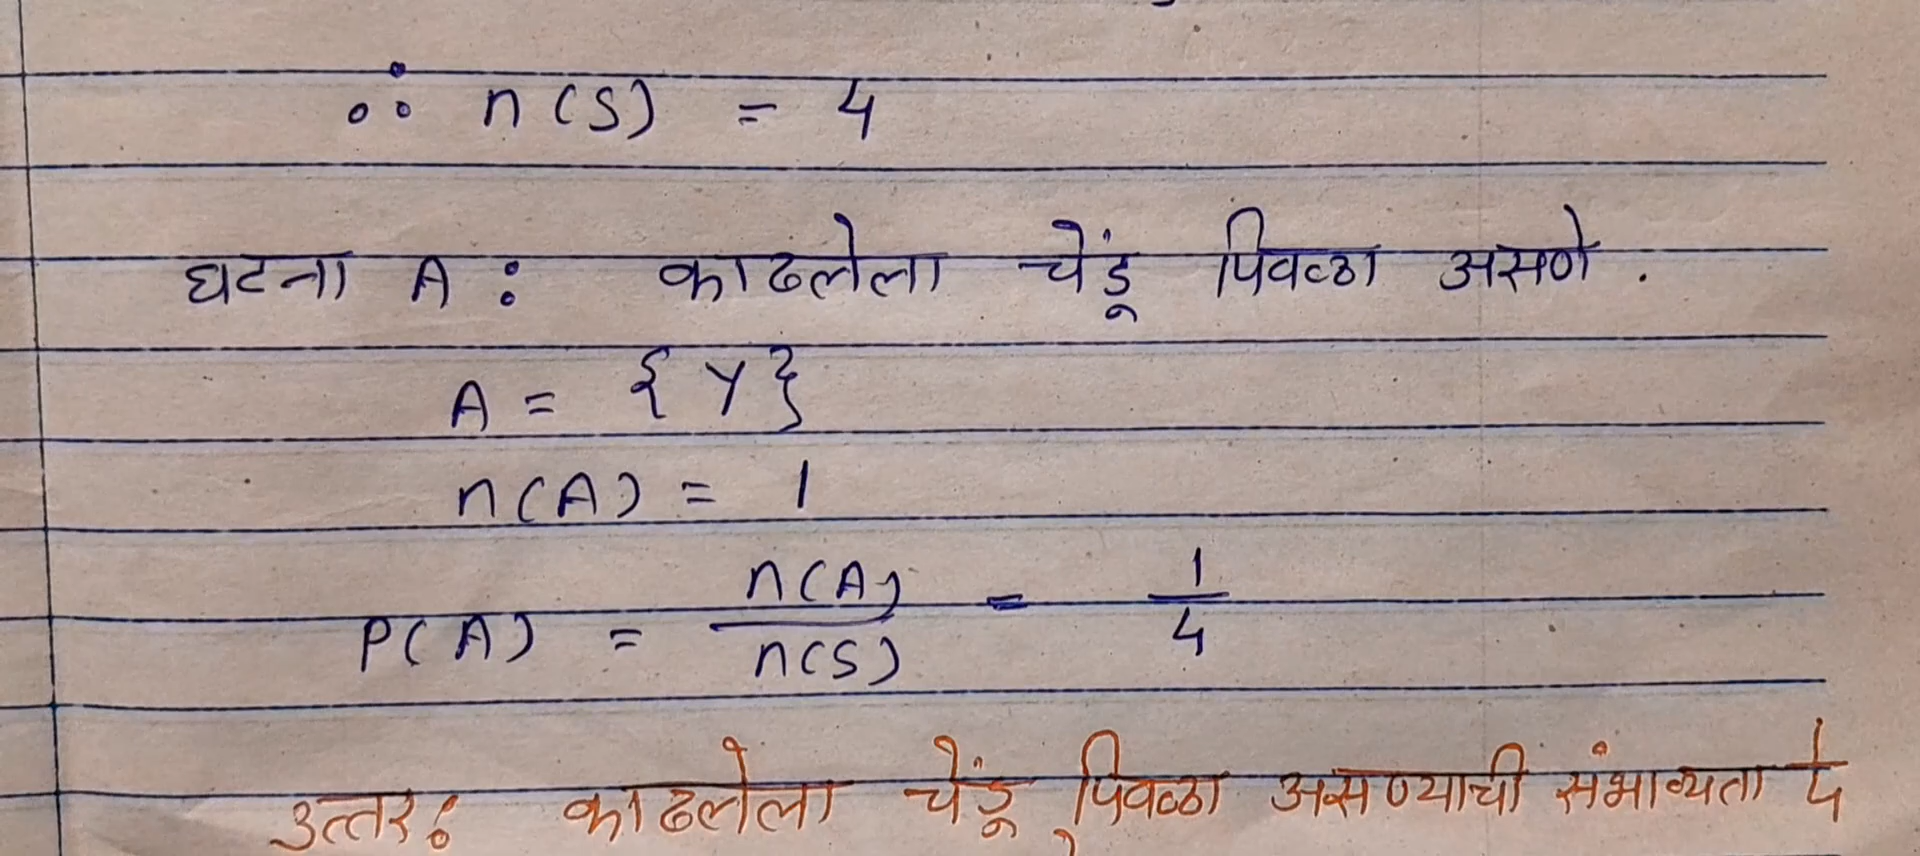 ∴ n(S) = 4
घटना A : काढलेला चेंडू पिवळा असणे .
A = { Y }
n(A) = 1
P(A) = n(A) / n(S) = 1/4
उत्तर : काढलेला चेंडू पिवळा असण्याची संभाव्यता 1/4